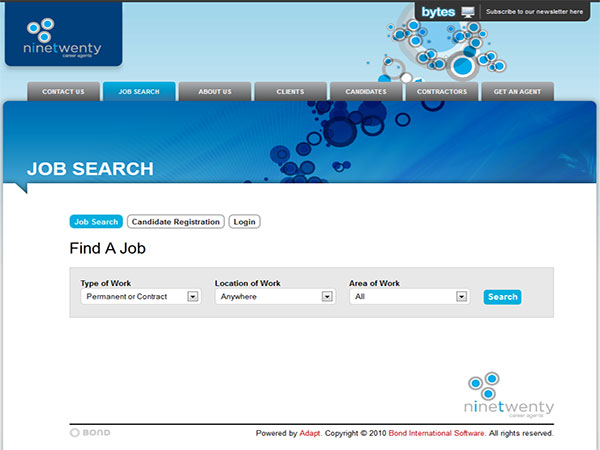 bytes
Subscribe to our newsletter here
ninetwenty
career agents
CONTACT US
JOB SEARCH
ABOUT US
CLIENTS
CANDIDATES
CONTRACTORS
GET AN AGENT
JOB SEARCH
Job Search
Candidate Registration
Login
Find A Job
Type of Work
Location of Work
Area of Work
Permanent or Contract
Anywhere
All
Search
ninetwenty
career agents
BOND
Powered by Adapt. Copyright © 2010 Bond International Software. All rights reserved.